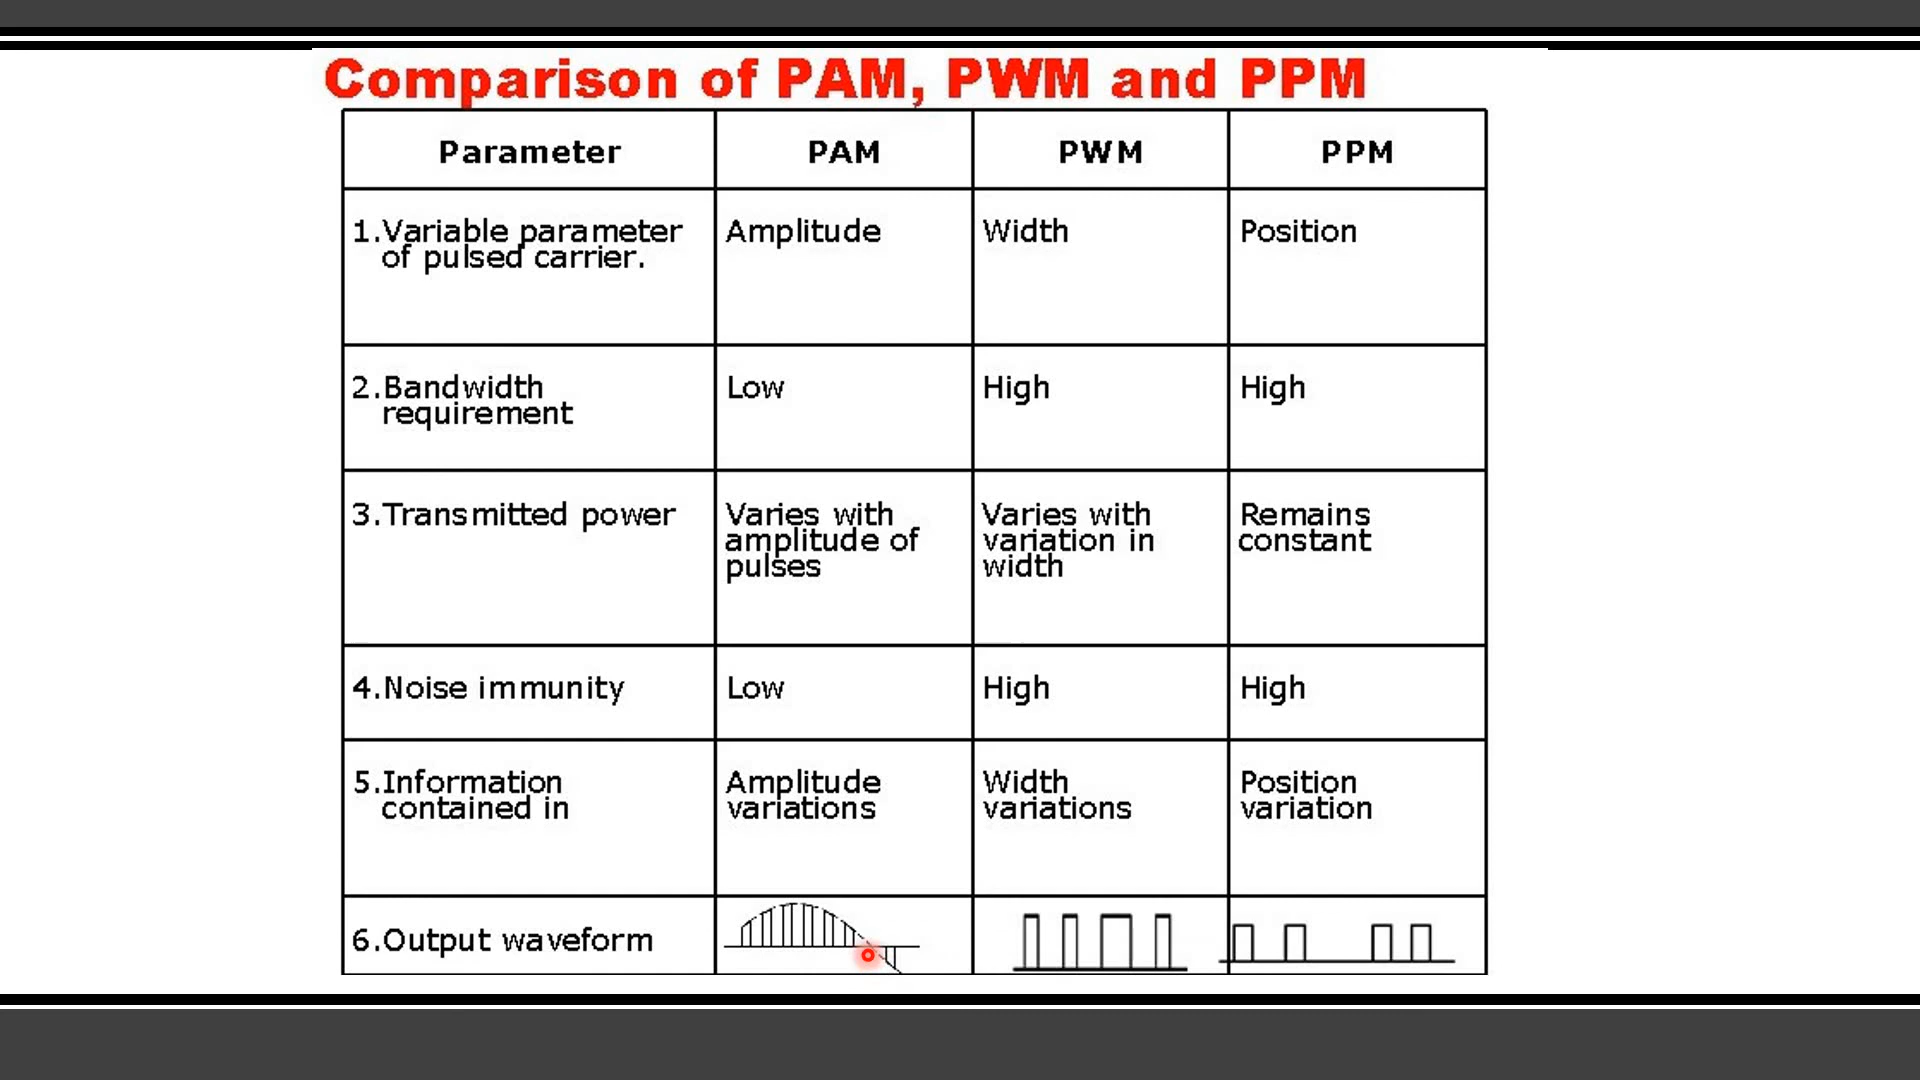 Comparison of PAM, PWM and PPM
Parameter PAM PWM PPM
1.Variable parameter Amplitude Width Position
of pulsed carrier.
2.Bandwidth Low High High
requirement
3.Transmitted power Varies with Varies with Remains
amplitude of variation in constant
pulses width
4.Noise immunity Low High High
5.Information Amplitude Width Position
contained in variations variations variation
6.Output waveform